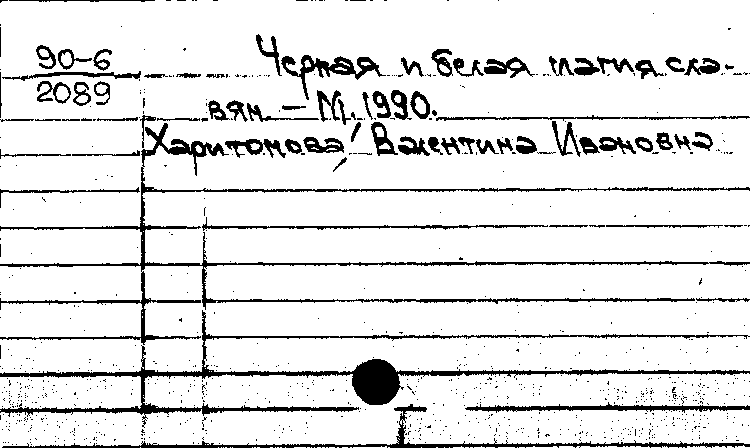 90-6
2089
Черная и белая магия сла-
вян. — М. 1990.
Харитонова, Валентина Ивановна